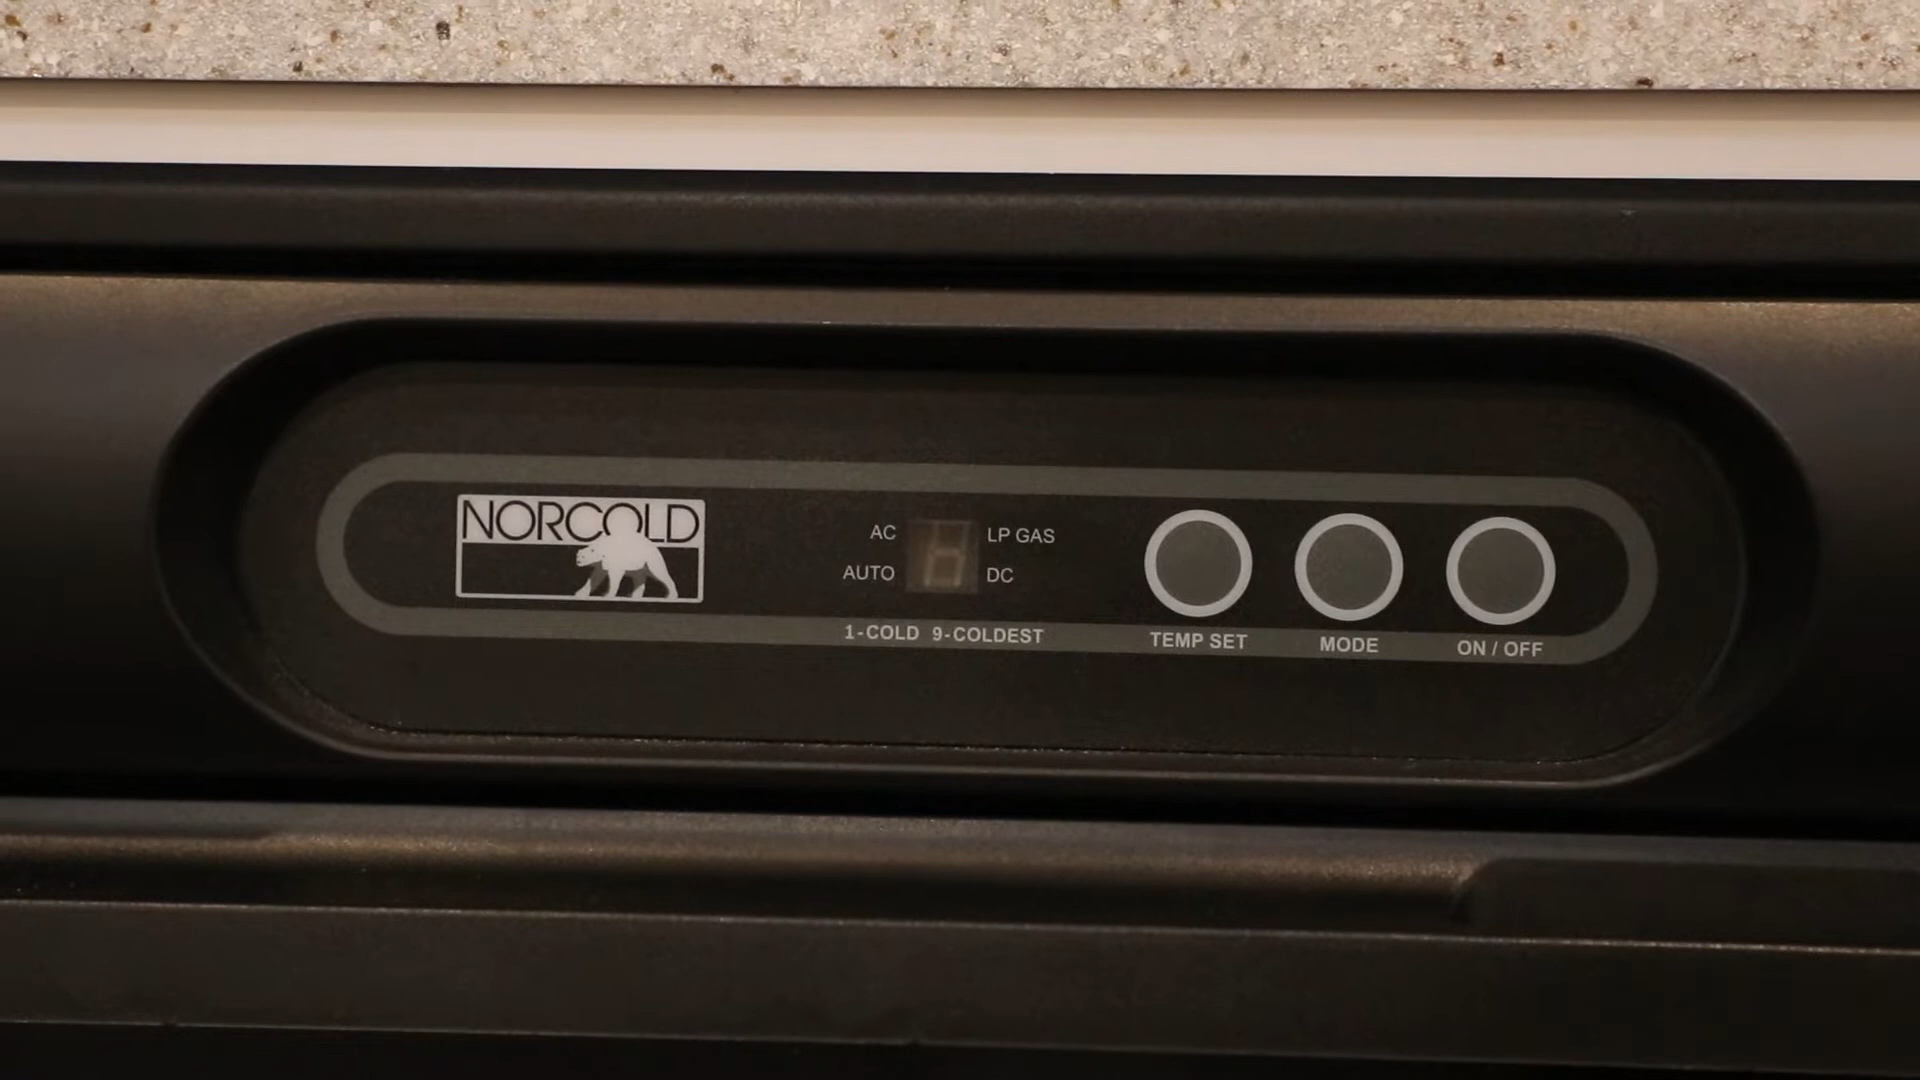 NORCOLD
AC
LP GAS
AUTO
DC
1-COLD 9-COLDEST
TEMP SET
MODE
ON / OFF